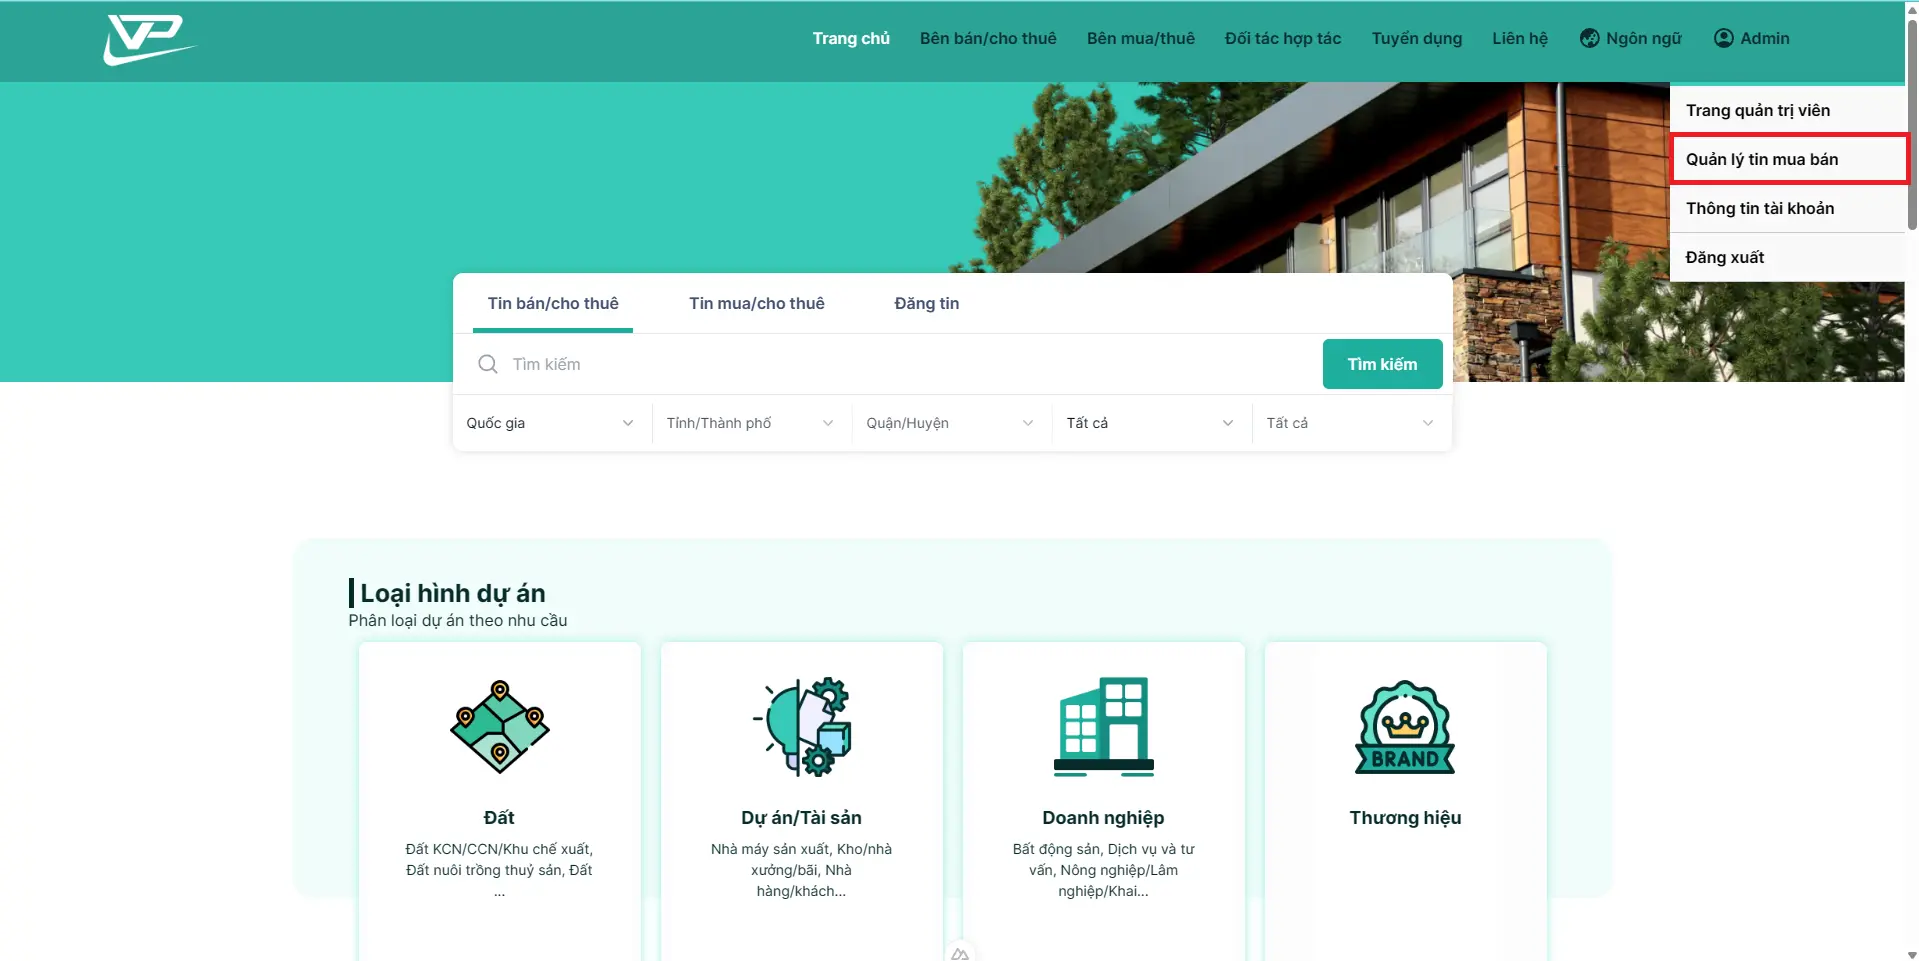 VP
Trang chủ
Bên bán/cho thuê
Bên mua/thuê
Đối tác hợp tác
Tuyển dụng
Liên hệ
Ngôn ngữ
Admin
Trang quản trị viên
Quản lý tin mua bán
Thông tin tài khoản
Đăng xuất
Tin bán/cho thuê
Tin mua/cho thuê
Đăng tin
Tìm kiếm
Tìm kiếm
Quốc gia
Tỉnh/Thành phố
Quận/Huyện
Tất cả
Tất cả
Loại hình dự án
Phân loại dự án theo nhu cầu
Đất
Đất KCN/CCN/Khu chế xuất,
Đất nuôi trồng thuỷ sản, Đất
...
Dự án/Tài sản
Nhà máy sản xuất, Kho/nhà
xưởng/bãi, Nhà
hàng/khách...
Doanh nghiệp
Bất động sản, Dịch vụ và tư
vấn, Nông nghiệp/Lâm
nghiệp/Khai...
BRAND
Thương hiệu